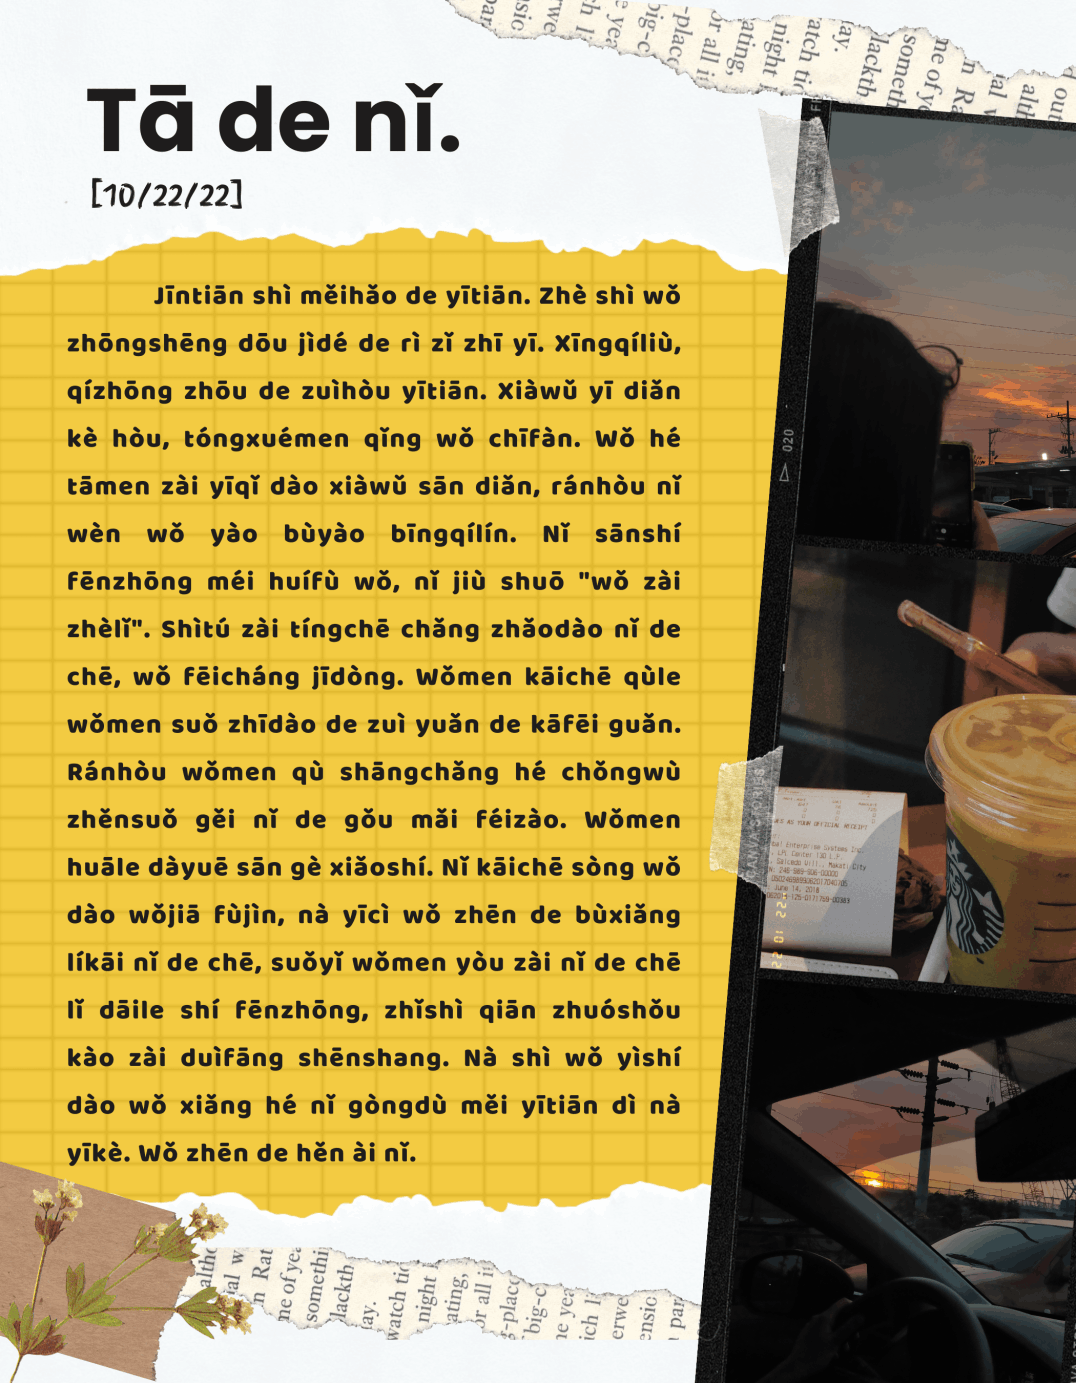 Tā de nǐ.
[10/22/22]
Jīntiān shì měihǎo de yītiān. Zhè shì wǒ
zhōngshēng dōu jìdé de rì zǐ zhī yī. Xīngqíliù,
qízhōng zhōu de zuìhòu yītiān. Xiàwǔ yī diǎn
kè hòu, tóngxuémen qǐng wǒ chīfàn. Wǒ hé
tāmen zài yīqǐ dào xiàwǔ sān diǎn, ránhòu nǐ
wèn wǒ yào bùyào bīngqílín. Nǐ sānshí
fēnzhōng méi huífù wǒ, nǐ jiù shuō "wǒ zài
zhèlǐ". Shìtú zài tíngchē chǎng zhǎodào nǐ de
chē, wǒ fēicháng jīdòng. Wǒmen kāichē qùle
wǒmen suǒ zhīdào de zuì yuǎn de kāfēi guǎn.
Ránhòu wǒmen qù shāngchǎng hé chǒngwù
zhěnsuǒ gěi nǐ de gǒu mǎi féizào. Wǒmen
huāle dàyuē sān gè xiǎoshí. Nǐ kāichē sòng wǒ
dào wǒjiā fùjìn, nà yīcì wǒ zhēn de bùxiǎng
líkāi nǐ de chē, suǒyǐ wǒmen yòu zài nǐ de chē
lǐ dāile shí fēnzhōng, zhǐshì qiān zhuóshǒu
kào zài duìfāng shēnshang. Nà shì wǒ yìshí
dào wǒ xiǎng hé nǐ gòngdù měi yītiān dì nà
yīkè. Wǒ zhēn de hěn ài nǐ.